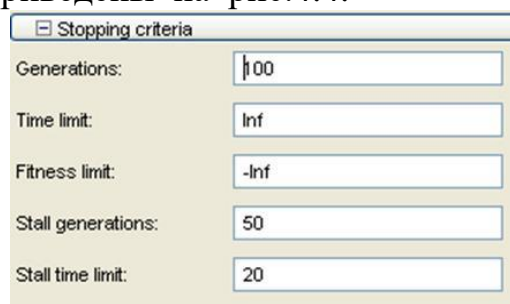 Stopping criteria
Generations: 100
Time limit: Inf
Fitness limit: -Inf
Stall generations: 50
Stall time limit: 20